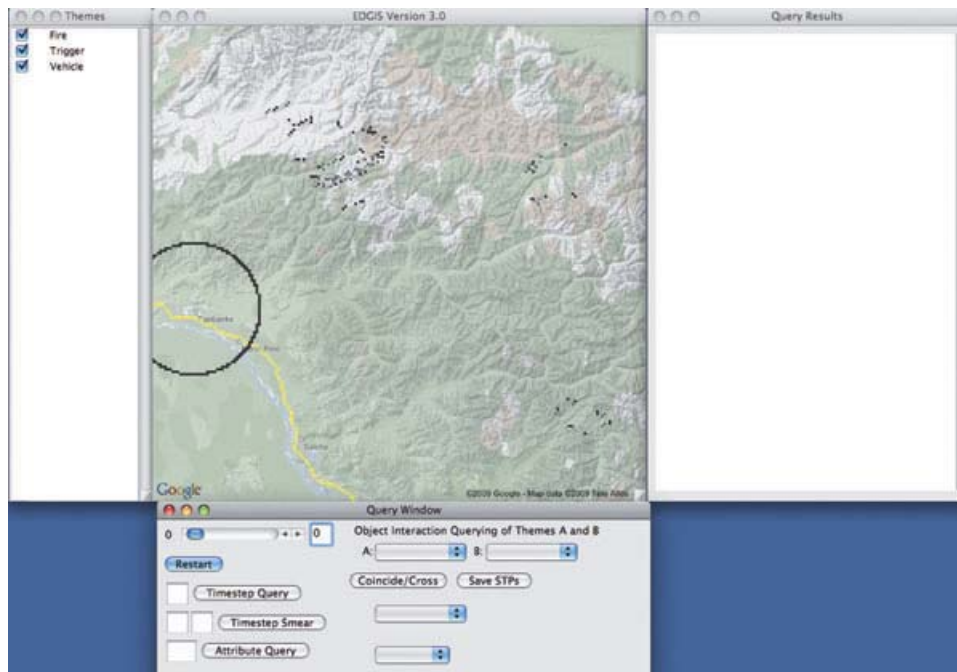 Themes
EDGIS Version 3.0
Query Results
Fire
Trigger
Vehicle
Fairbanks
Salcha
Google
©2009 Google - Map data ©2009 Tele Atlas
Query Window
0
0
Object Interaction Querying of Themes A and B
A:
B:
Restart
Coincide/Cross
Save STPs
Timestep Query
Timestep Smear
Attribute Query